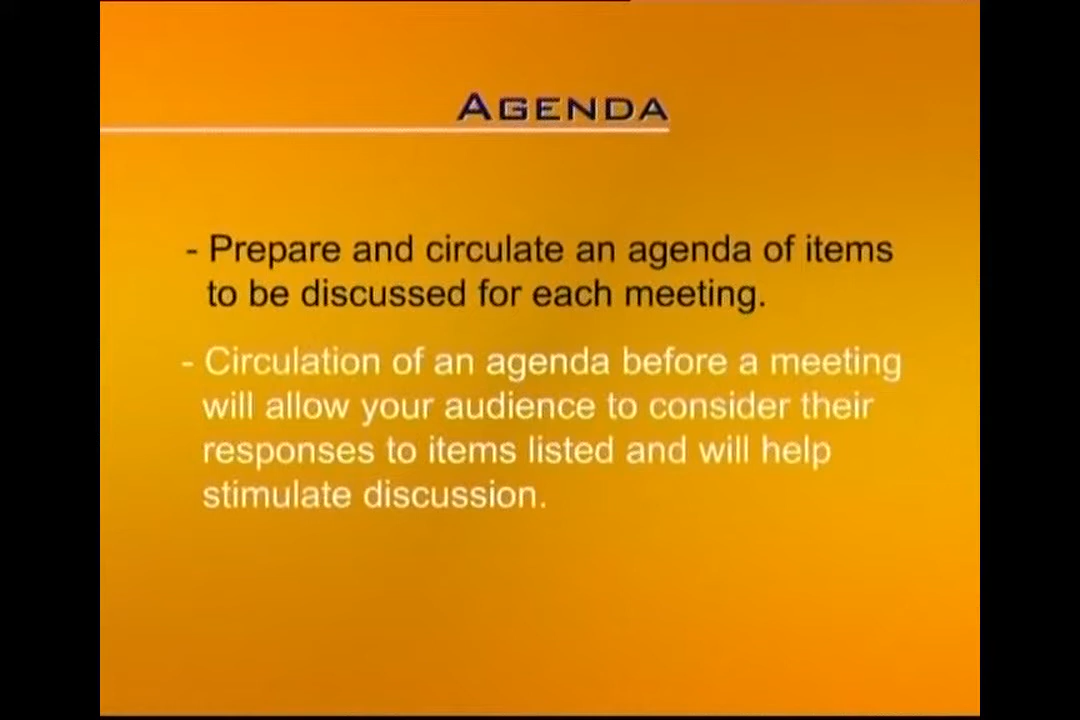 AGENDA
- Prepare and circulate an agenda of items
to be discussed for each meeting.
- Circulation of an agenda before a meeting
will allow your audience to consider their
responses to items listed and will help
stimulate discussion.